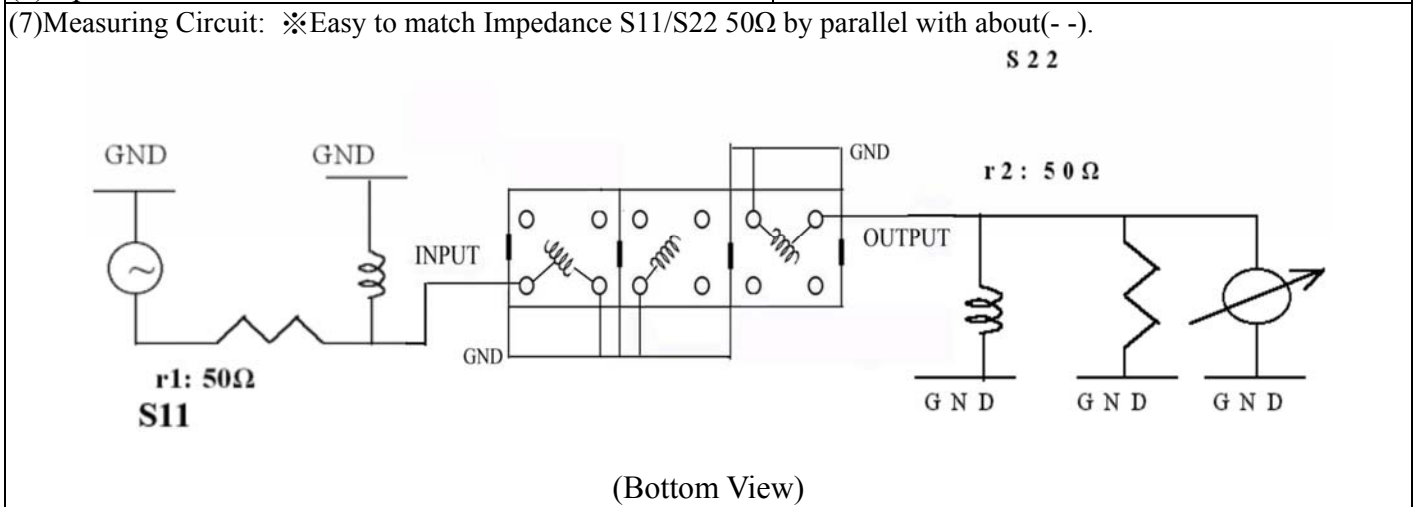 (7)Measuring Circuit: ※Easy to match Impedance S11/S22 50Ω by parallel with about(- -).
S 2 2
GND
GND
GND
r 2 : 5 0 Ω
INPUT
OUTPUT
GND
r1: 50Ω
S11
G N D
G N D
G N D
(Bottom View)